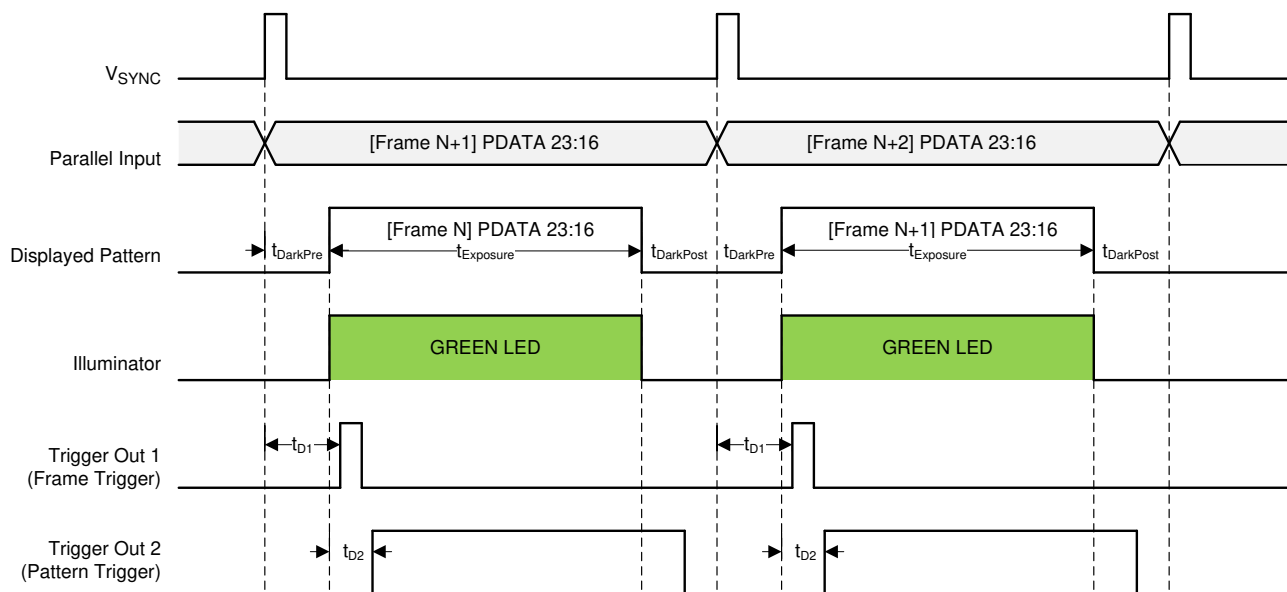 VSYNC
Parallel Input
[Frame N+1] PDATA 23:16
[Frame N+2] PDATA 23:16
Displayed Pattern
[Frame N] PDATA 23:16
[Frame N+1] PDATA 23:16
tDarkPre
tExposure
tDarkPost
tDarkPre
tExposure
tDarkPost
Illuminator
GREEN LED
GREEN LED
Trigger Out 1
(Frame Trigger)
tD1
tD1
Trigger Out 2
(Pattern Trigger)
tD2
tD2